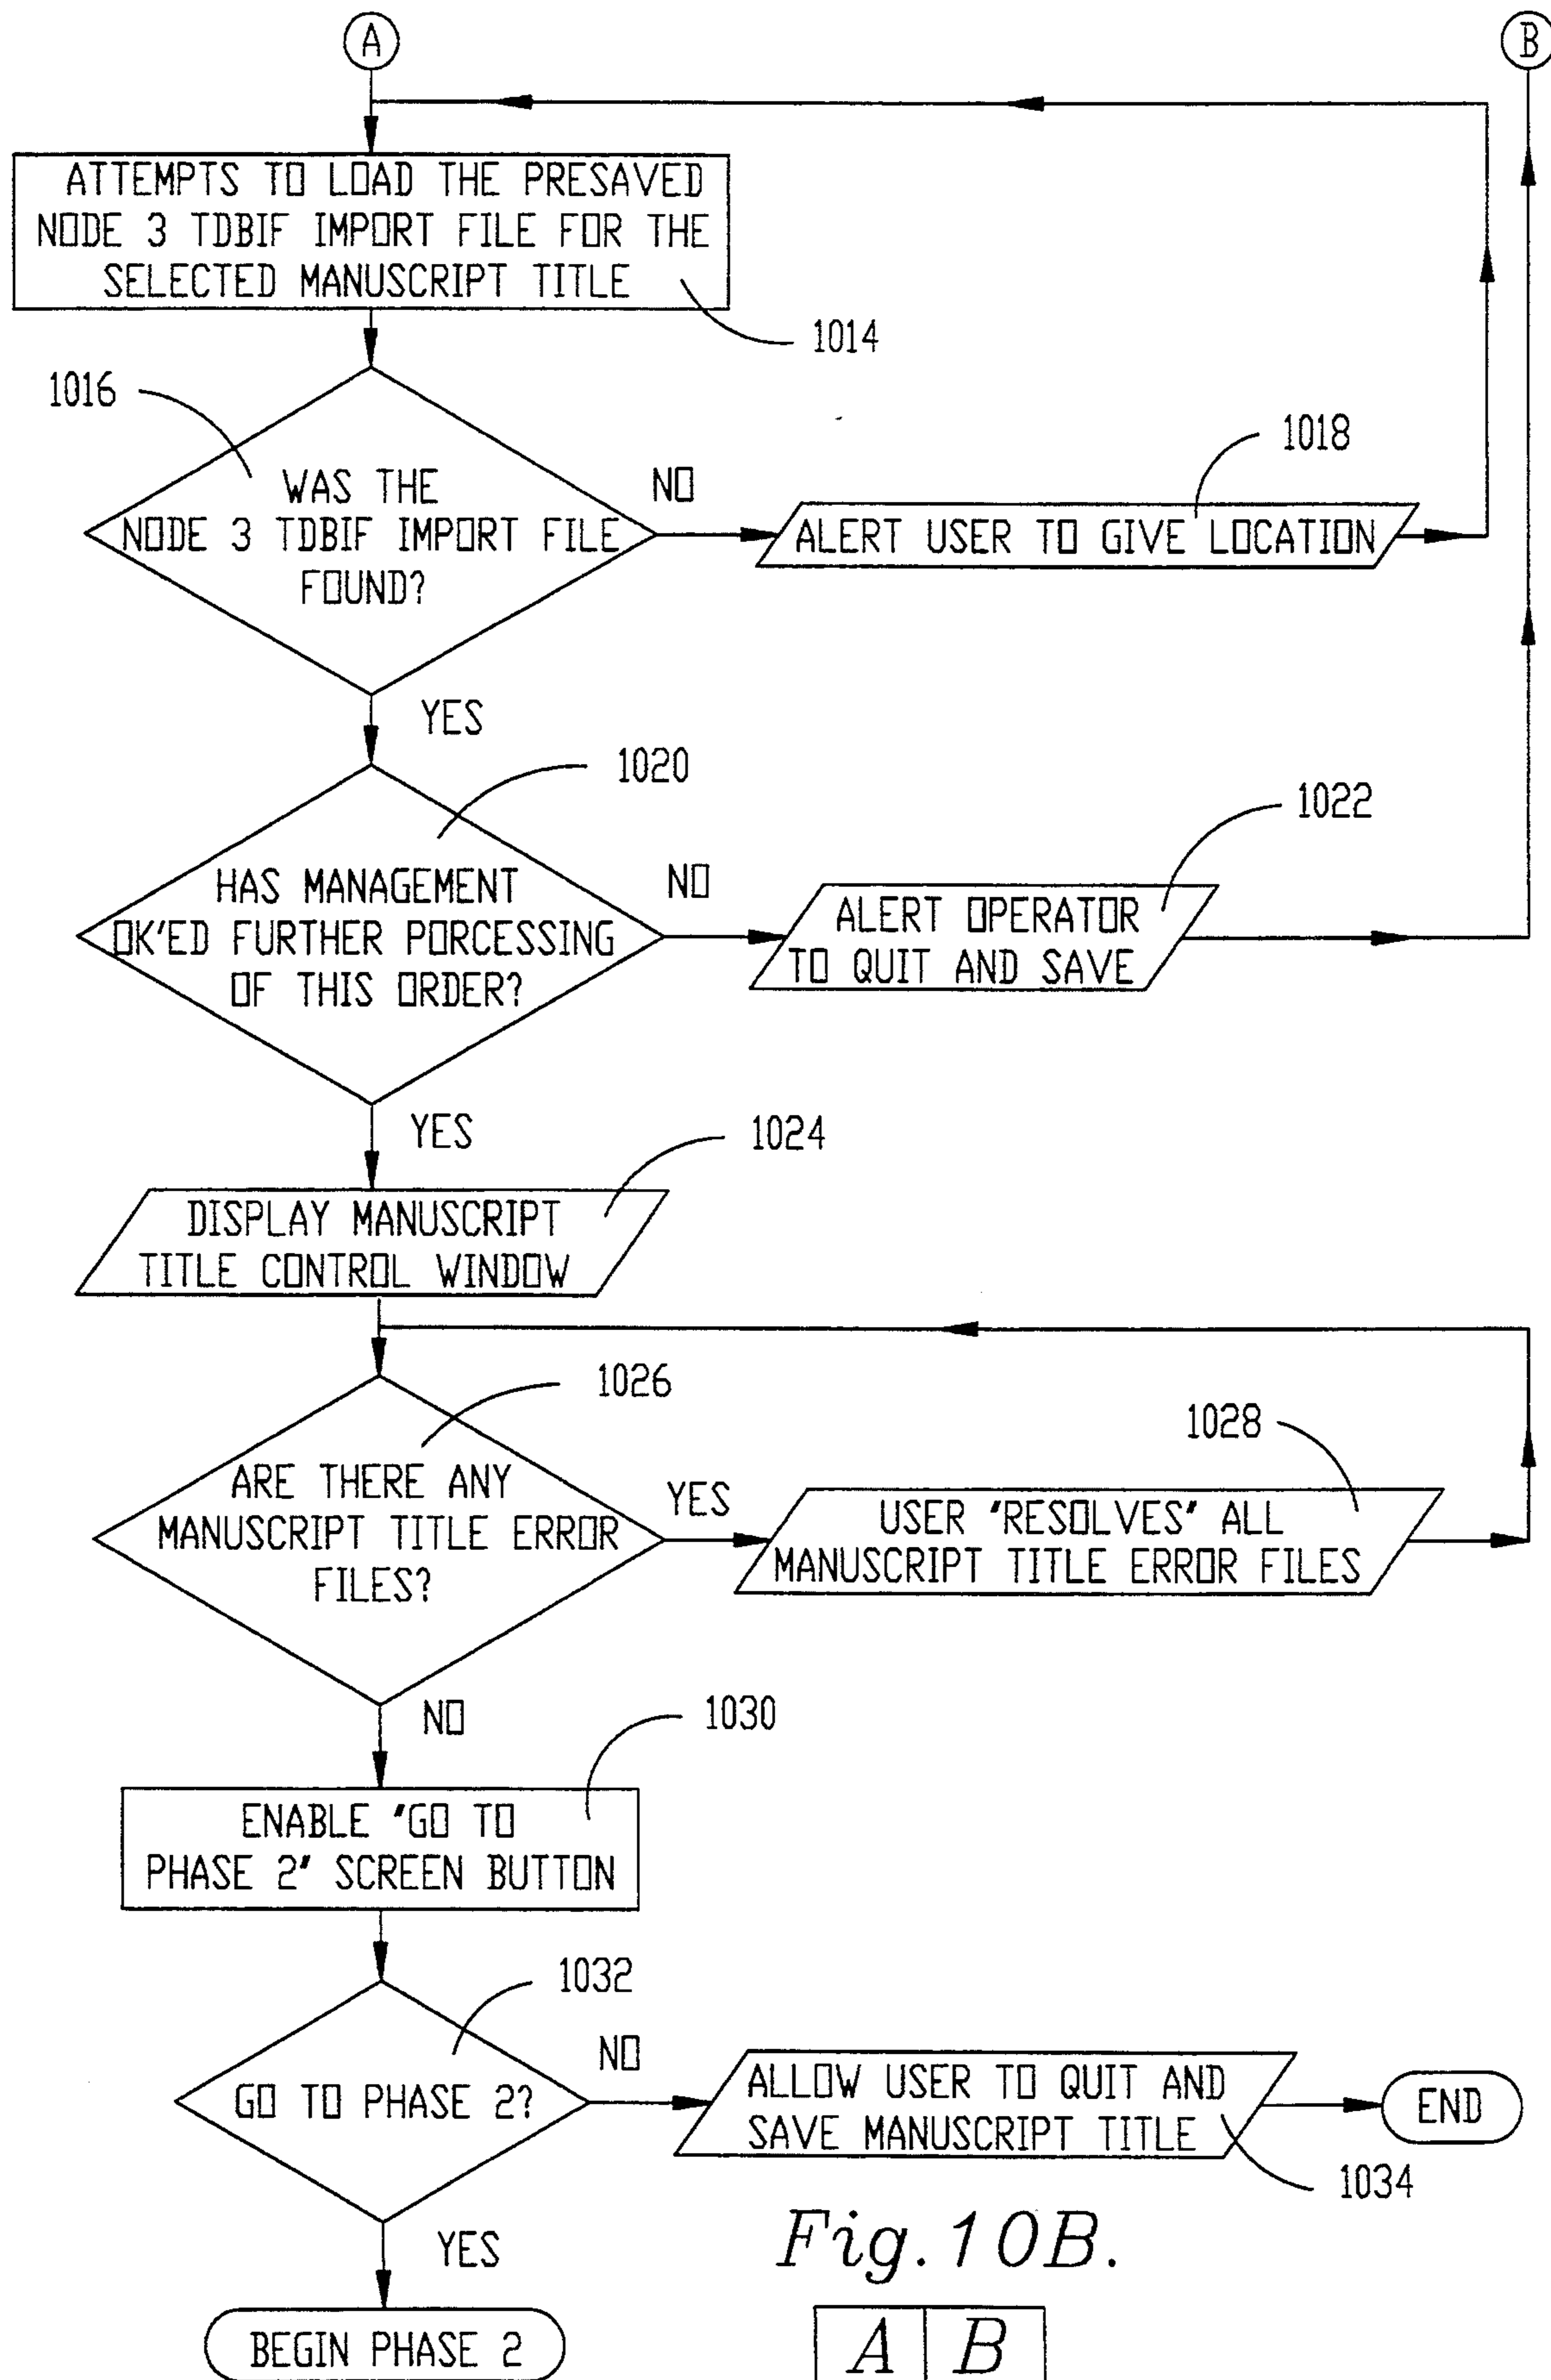 A
B
ATTEMPTS TO LOAD THE PRESAVED
NODE 3 TDBIF IMPORT FILE FOR THE
SELECTED MANUSCRIPT TITLE
1014
1016
WAS THE
NODE 3 TDBIF IMPORT FILE
FOUND?
NO
1018
ALERT USER TO GIVE LOCATION
YES
1020
HAS MANAGEMENT
OK'ED FURTHER PORCESSING
OF THIS ORDER?
NO
1022
ALERT OPERATOR
TO QUIT AND SAVE
YES
1024
DISPLAY MANUSCRIPT
TITLE CONTROL WINDOW
1026
ARE THERE ANY
MANUSCRIPT TITLE ERROR
FILES?
YES
1028
USER "RESOLVES" ALL
MANUSCRIPT TITLE ERROR FILES
NO
1030
ENABLE "GO TO
PHASE 2" SCREEN BUTTON
1032
GO TO PHASE 2?
NO
ALLOW USER TO QUIT AND
SAVE MANUSCRIPT TITLE
1034
END
YES
BEGIN PHASE 2
Fig. 10B.
A B